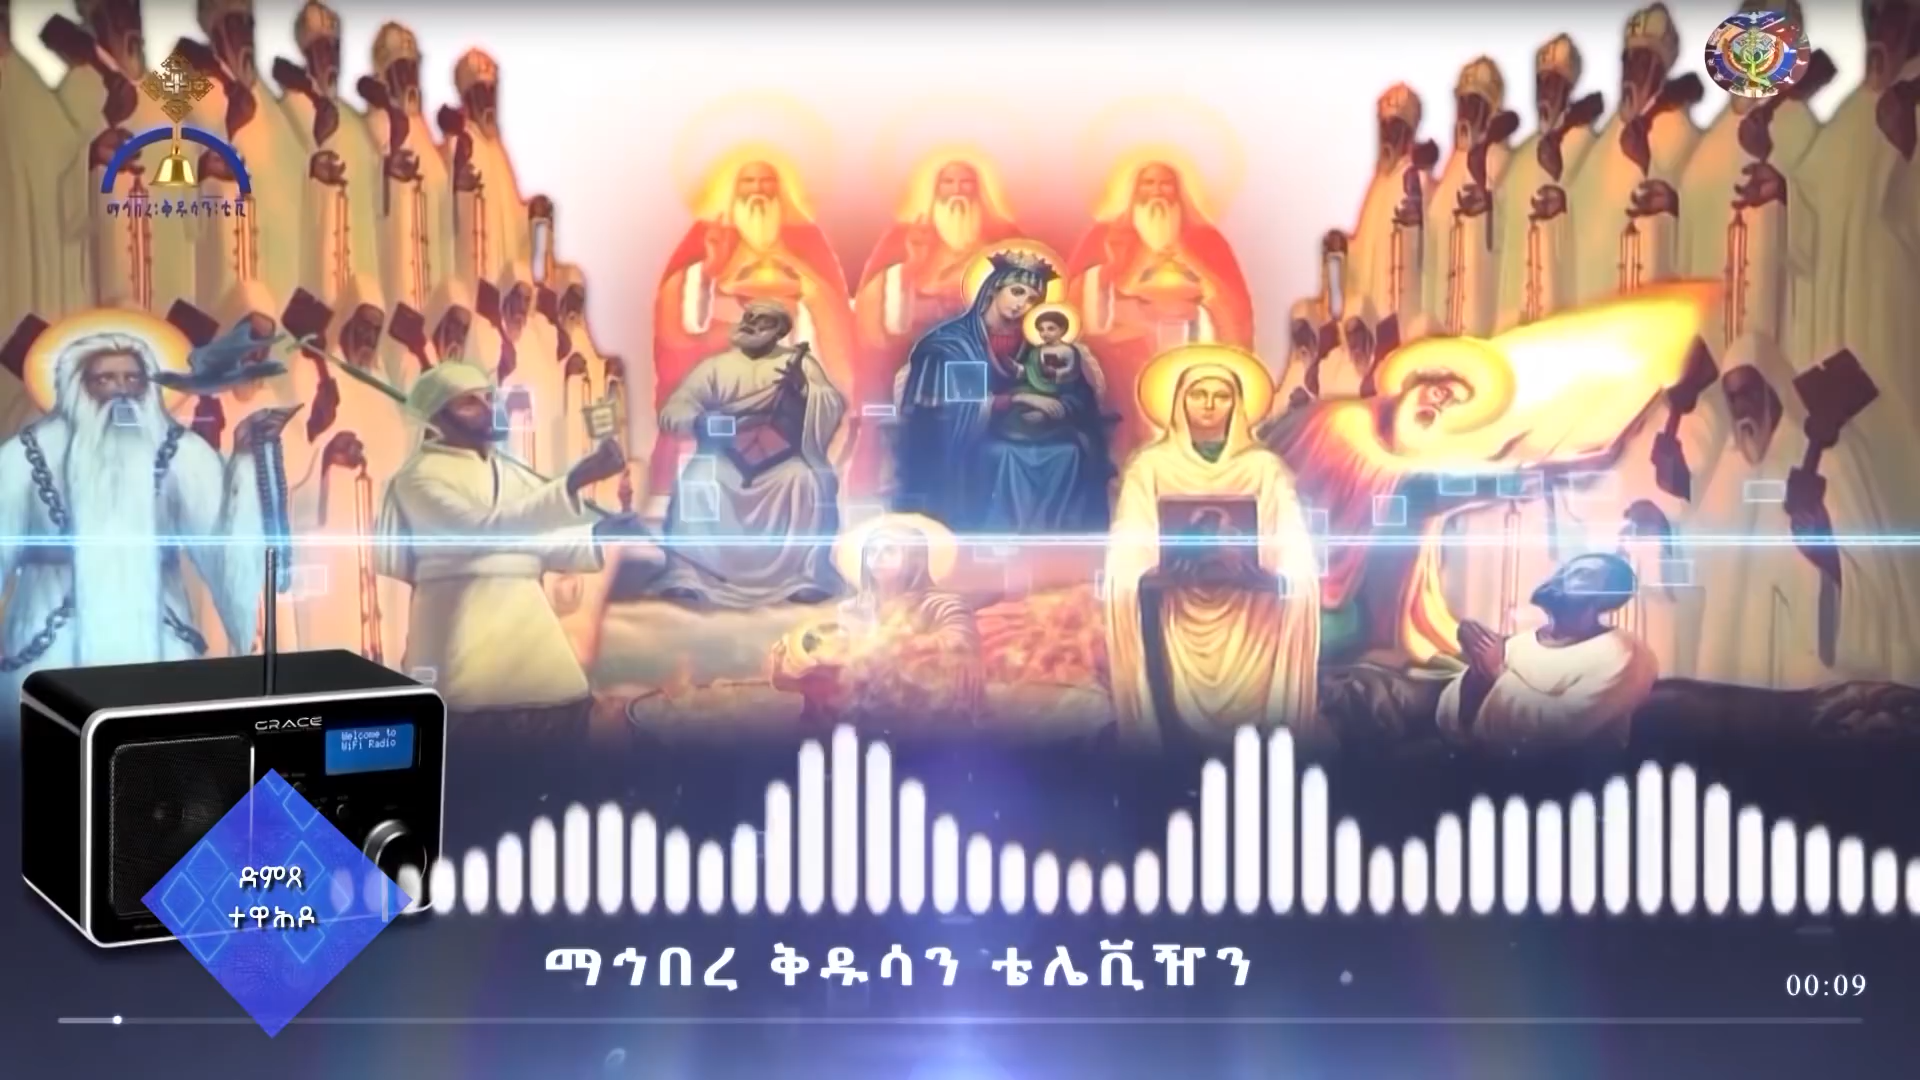 ማኅበረ፡ቅዱሳን፡ቲቪ
GRACE
Welcome to
WiFi Radio
ድምጸ
ተዋሕዶ
ማኅበረ ቅዱሳን ቴሌቪዥን
00:09